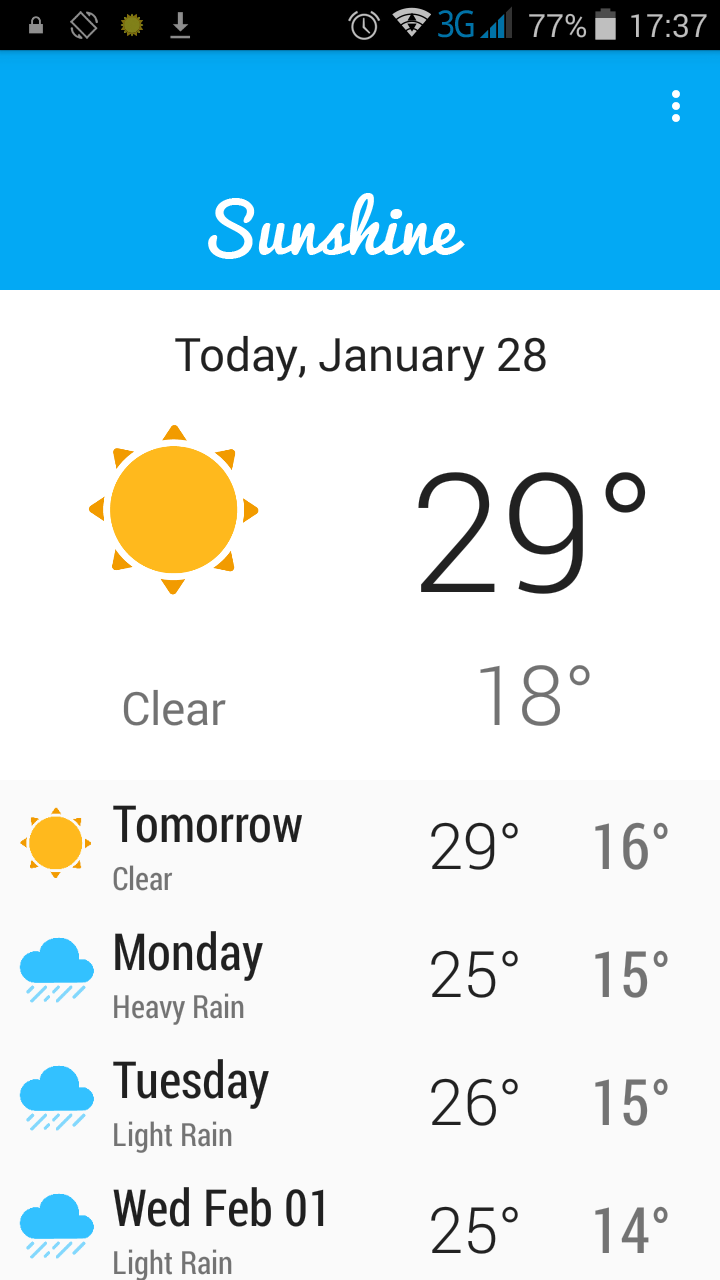 3G 77% 17:37
Sunshine
Today, January 28
29°
Clear 18°
Tomorrow 29° 16°
Clear
Monday 25° 15°
Heavy Rain
Tuesday 26° 15°
Light Rain
Wed Feb 01 25° 14°
Light Rain